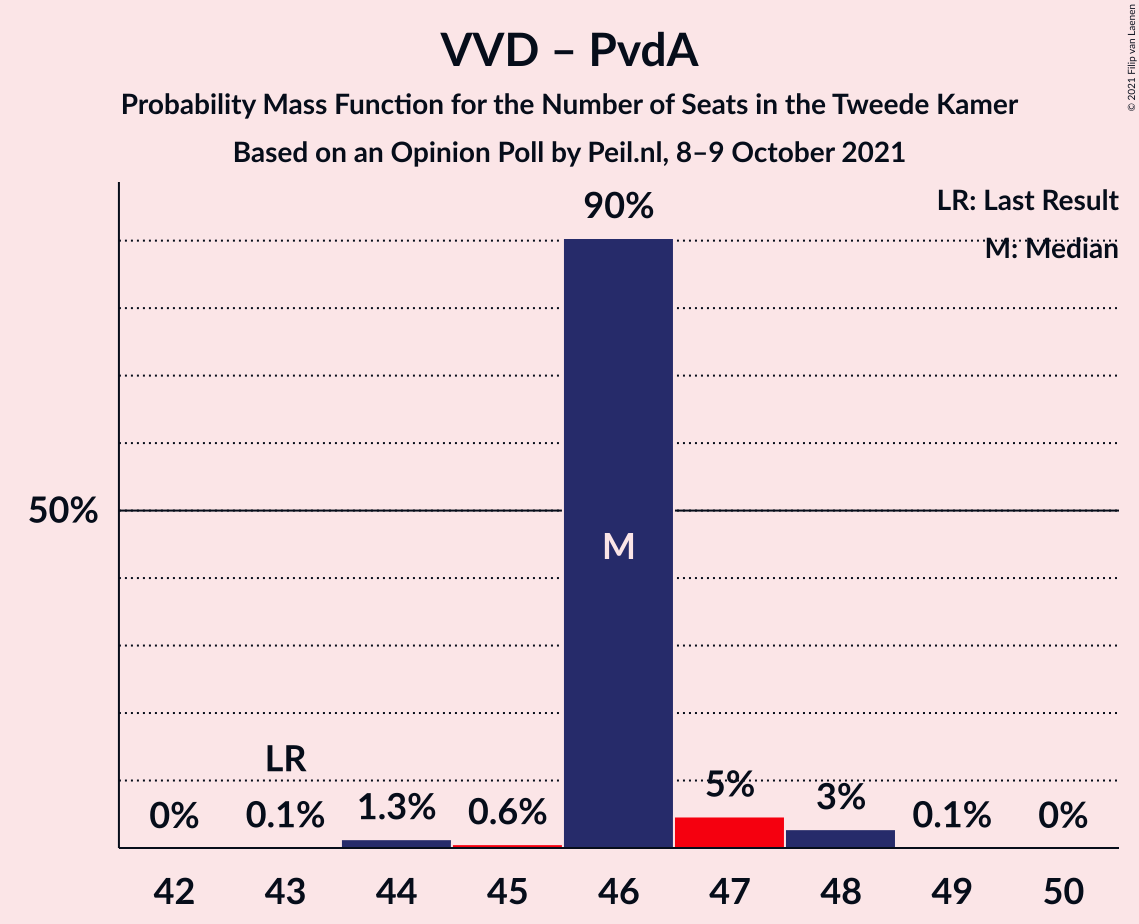 VVD – PvdA
Probability Mass Function for the Number of Seats in the Tweede Kamer
Based on an Opinion Poll by Peil.nl, 8–9 October 2021
© 2021 Filip van Laenen
LR: Last Result
M: Median
90%
50%
M
LR
0% 0.1% 1.3% 0.6% 5% 3% 0.1% 0%
42 43 44 45 46 47 48 49 50